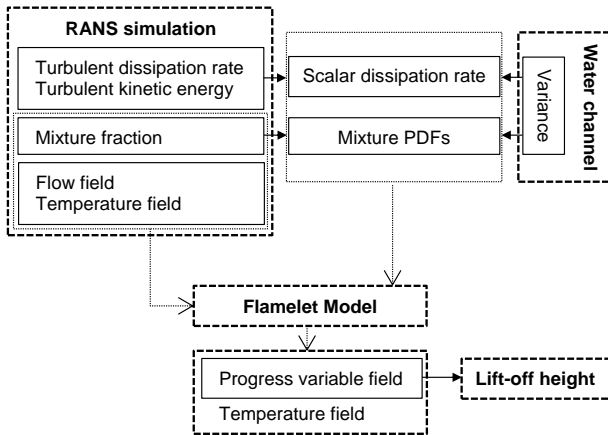 RANS simulation
Turbulent dissipation rate
Turbulent kinetic energy
Mixture fraction
Flow field
Temperature field
Scalar dissipation rate
Mixture PDFs
Variance
Water channel
Flamelet Model
Progress variable field
Temperature field
Lift-off height